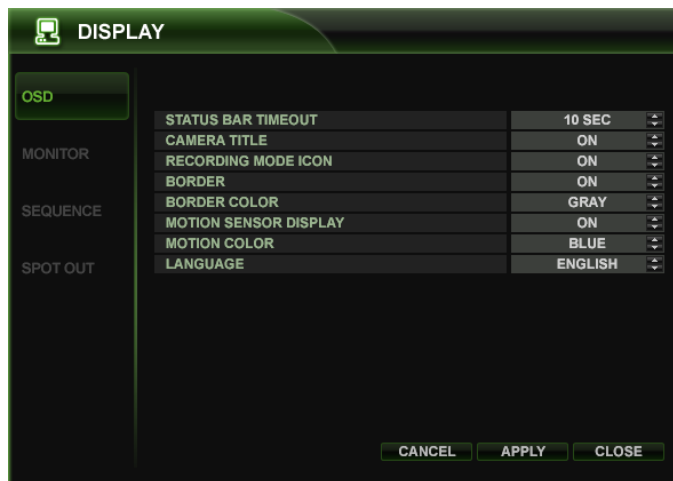 DISPLAY
OSD
MONITOR
SEQUENCE
SPOT OUT
STATUS BAR TIMEOUT 10 SEC
CAMERA TITLE ON
RECORDING MODE ICON ON
BORDER ON
BORDER COLOR GRAY
MOTION SENSOR DISPLAY ON
MOTION COLOR BLUE
LANGUAGE ENGLISH
CANCEL APPLY CLOSE